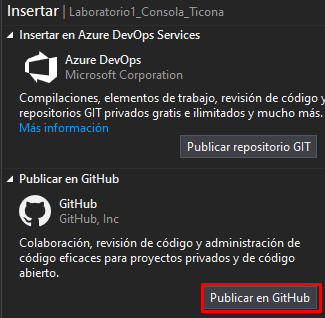 Insertar | Laboratorio1_Consola_Ticona
Insertar en Azure DevOps Services
Azure DevOps
Microsoft Corporation
Compilaciones, elementos de trabajo, revisión de código y
repositorios GIT privados gratis e ilimitados y mucho más.
Más información
Publicar repositorio GIT
Publicar en GitHub
GitHub
GitHub, Inc
Colaboración, revisión de código y administración de
código eficaces para proyectos privados y de código
abierto.
Publicar en GitHub